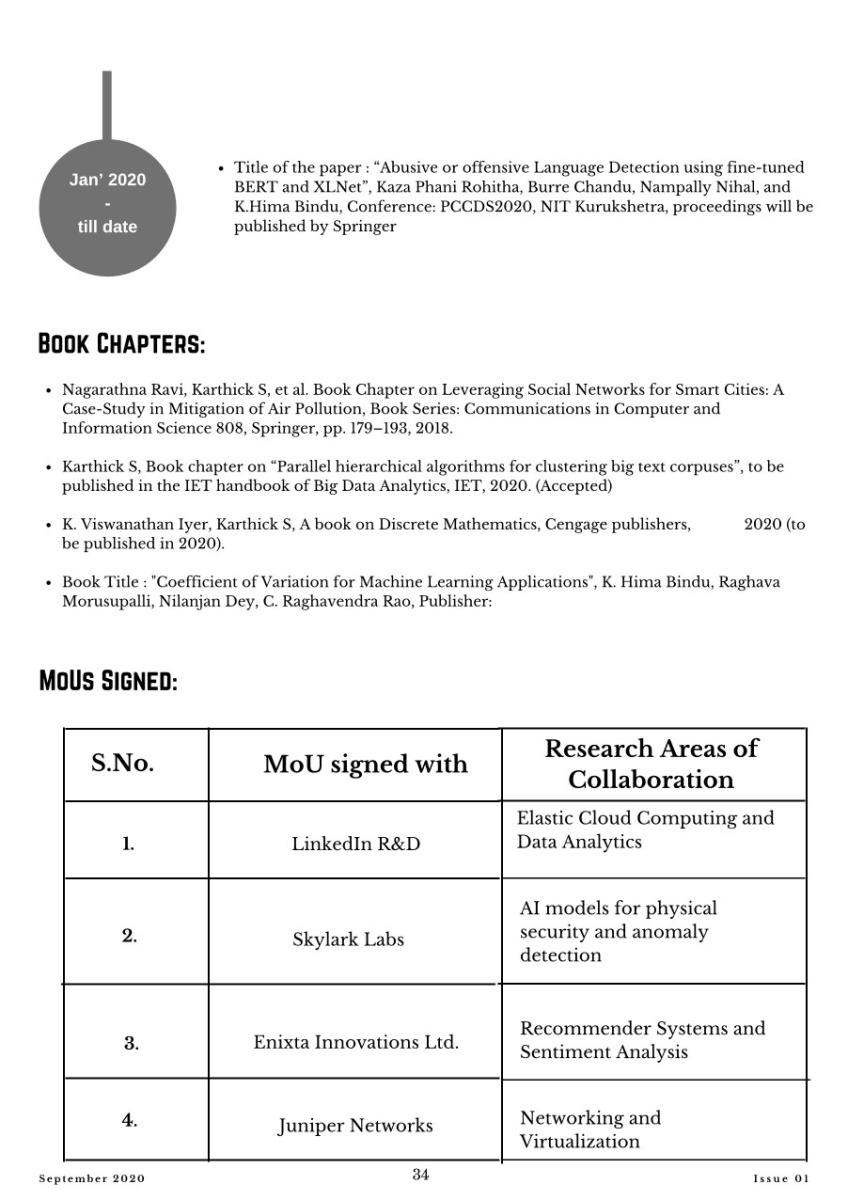 Jan’ 2020
-
till date
• Title of the paper : “Abusive or offensive Language Detection using fine-tuned
BERT and XLNet”, Kaza Phani Rohitha, Burre Chandu, Nampally Nihal, and
K.Hima Bindu, Conference: PCCDS2020, NIT Kurukshetra, proceedings will be
published by Springer
Book Chapters:
• Nagarathna Ravi, Karthick S, et al. Book Chapter on Leveraging Social Networks for Smart Cities: A
Case-Study in Mitigation of Air Pollution, Book Series: Communications in Computer and
Information Science 808, Springer, pp. 179–193, 2018.
• Karthick S, Book chapter on “Parallel hierarchical algorithms for clustering big text corpuses”, to be
published in the IET handbook of Big Data Analytics, IET, 2020. (Accepted)
• K. Viswanathan Iyer, Karthick S, A book on Discrete Mathematics, Cengage publishers, 2020 (to
be published in 2020).
• Book Title : "Coefficient of Variation for Machine Learning Applications", K. Hima Bindu, Raghava
Morusupalli, Nilanjan Dey, C. Raghavendra Rao, Publisher:
MoUs Signed:
S.No.
MoU signed with
Research Areas of
Collaboration
1.
LinkedIn R&D
Elastic Cloud Computing and
Data Analytics
2.
Skylark Labs
AI models for physical
security and anomaly
detection
3.
Enixta Innovations Ltd.
Recommender Systems and
Sentiment Analysis
4.
Juniper Networks
Networking and
Virtualization
September 2020
34
Issue 01